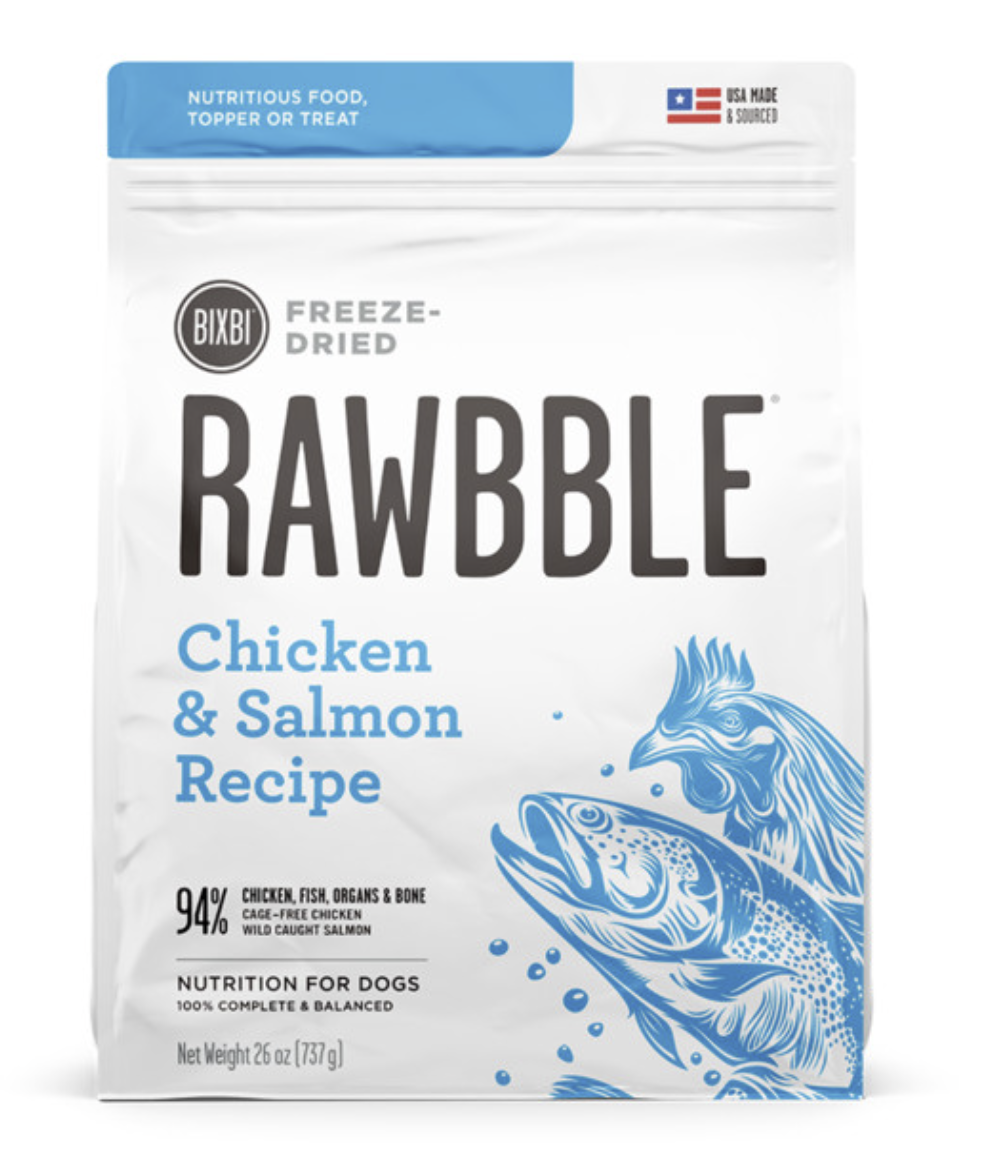 NUTRITIOUS FOOD,
TOPPER OR TREAT
USA MADE
& SOURCED
BIXBI
FREEZE-
DRIED
RAWBBLE®
Chicken
& Salmon
Recipe
94%
CHICKEN, FISH, ORGANS & BONE
CAGE-FREE CHICKEN
WILD CAUGHT SALMON
NUTRITION FOR DOGS
100% COMPLETE & BALANCED
Net Weight 26 oz (737 g)